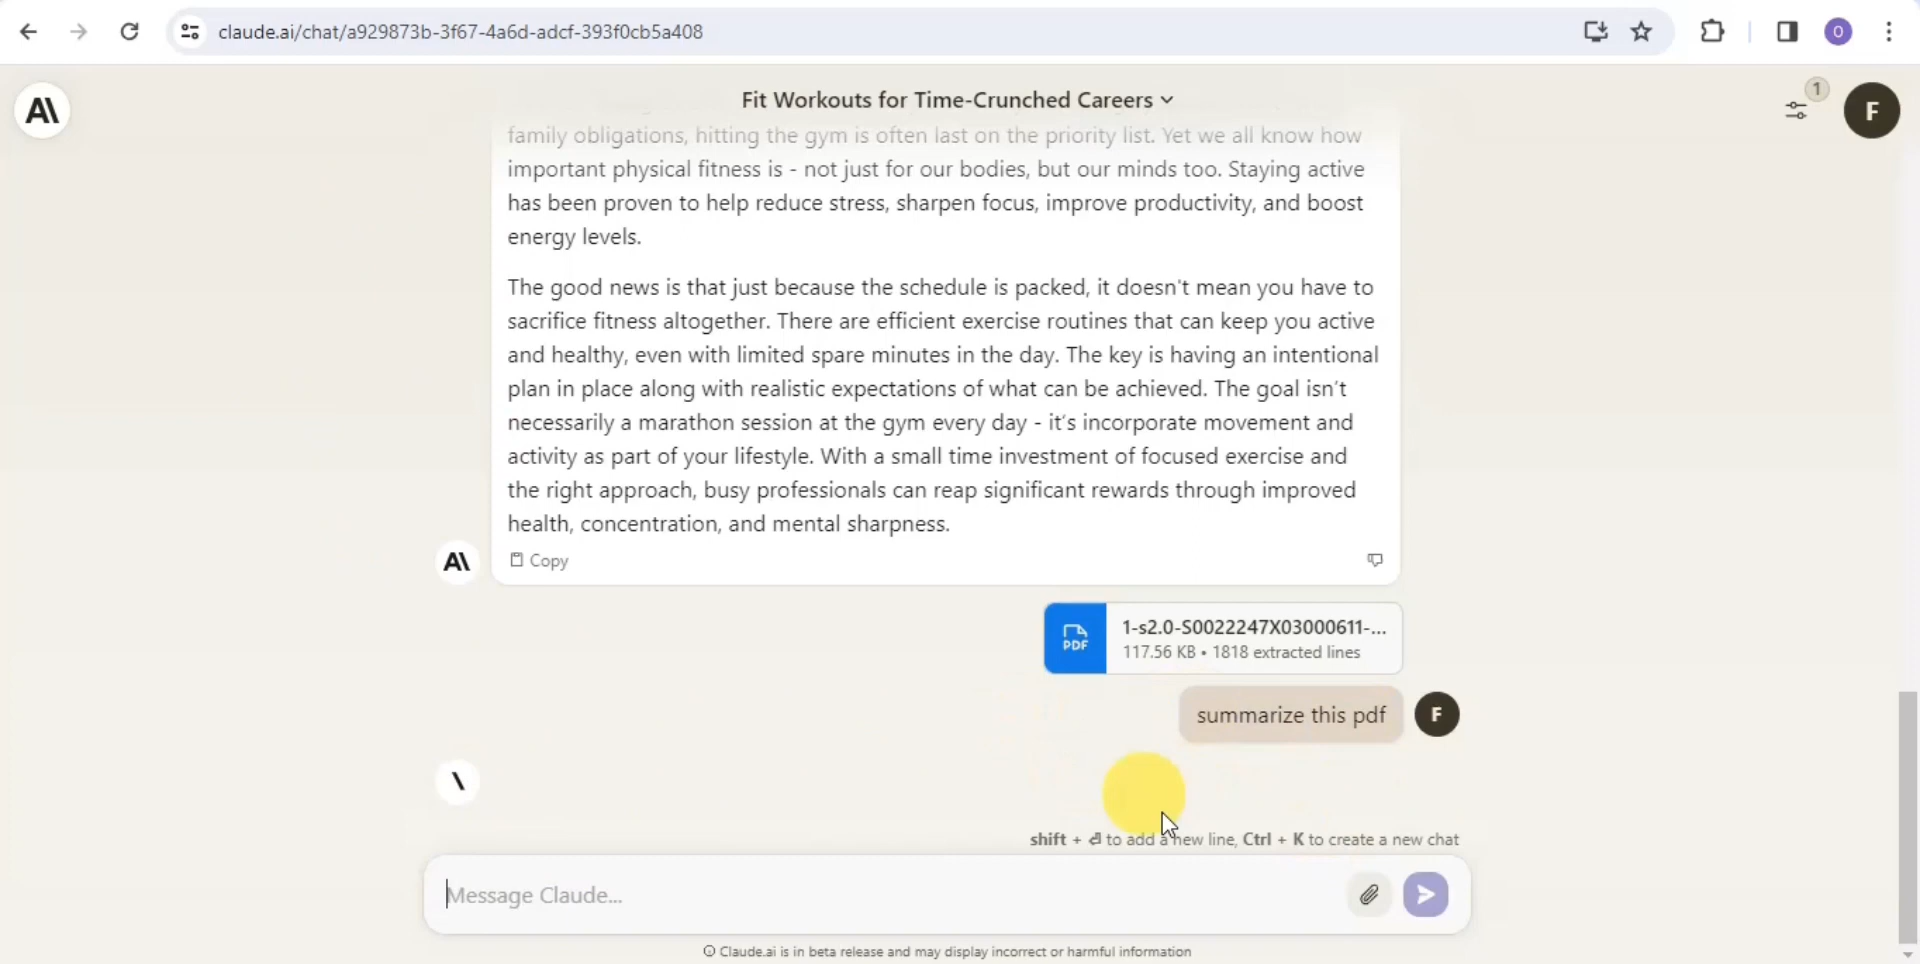 claude.ai/chat/a929873b-3f67-4a6d-adcf-393f0cb5a408
O
A\
Fit Workouts for Time-Crunched Careers
1
F
family obligations, hitting the gym is often last on the priority list. Yet we all know how
important physical fitness is - not just for our bodies, but our minds too. Staying active
has been proven to help reduce stress, sharpen focus, improve productivity, and boost
energy levels.
The good news is that just because the schedule is packed, it doesn't mean you have to
sacrifice fitness altogether. There are efficient exercise routines that can keep you active
and healthy, even with limited spare minutes in the day. The key is having an intentional
plan in place along with realistic expectations of what can be achieved. The goal isn't
necessarily a marathon session at the gym every day - it's incorporate movement and
activity as part of your lifestyle. With a small time investment of focused exercise and
the right approach, busy professionals can reap significant rewards through improved
health, concentration, and mental sharpness.
A\
Copy
PDF
1-s2.0-S0022247X03000611-...
117.56 KB • 1818 extracted lines
summarize this pdf
F
\
shift + ⏎ to add a new line, Ctrl + K to create a new chat
Message Claude...
Claude.ai is in beta release and may display incorrect or harmful information